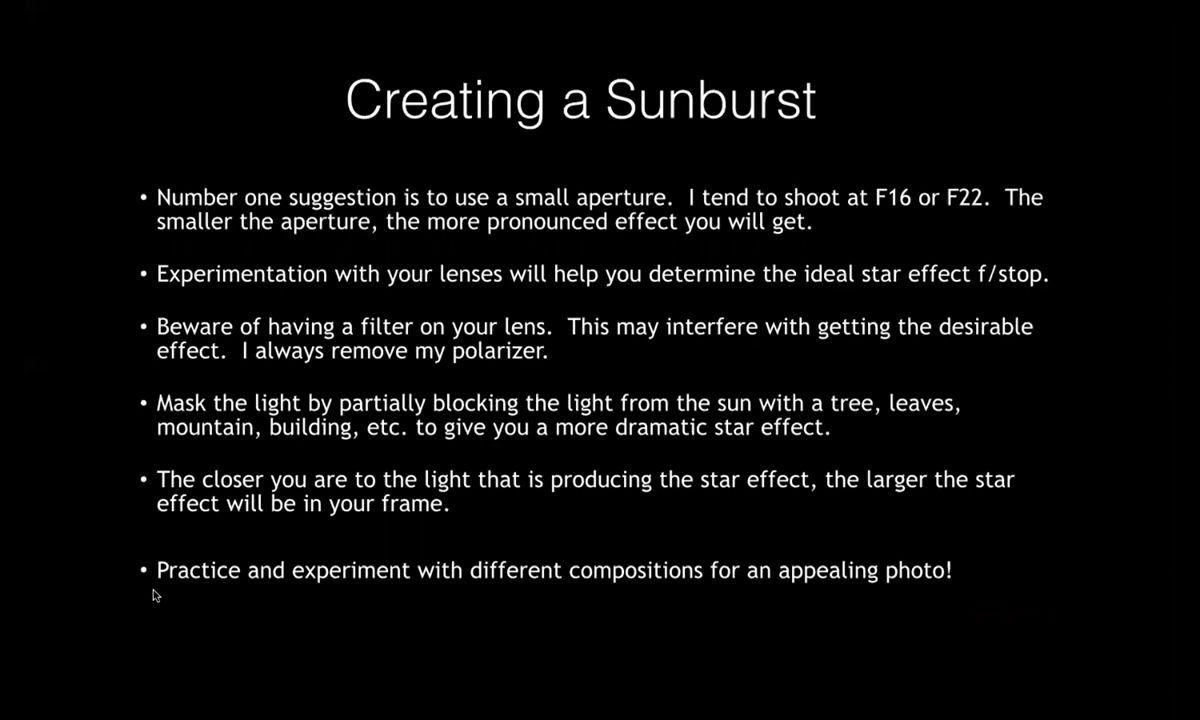 Creating a Sunburst
• Number one suggestion is to use a small aperture.  I tend to shoot at F16 or F22.  The
smaller the aperture, the more pronounced effect you will get.
• Experimentation with your lenses will help you determine the ideal star effect f/stop.
• Beware of having a filter on your lens.  This may interfere with getting the desirable
effect.  I always remove my polarizer.
• Mask the light by partially blocking the light from the sun with a tree, leaves,
mountain, building, etc. to give you a more dramatic star effect.
• The closer you are to the light that is producing the star effect, the larger the star
effect will be in your frame.
• Practice and experiment with different compositions for an appealing photo!